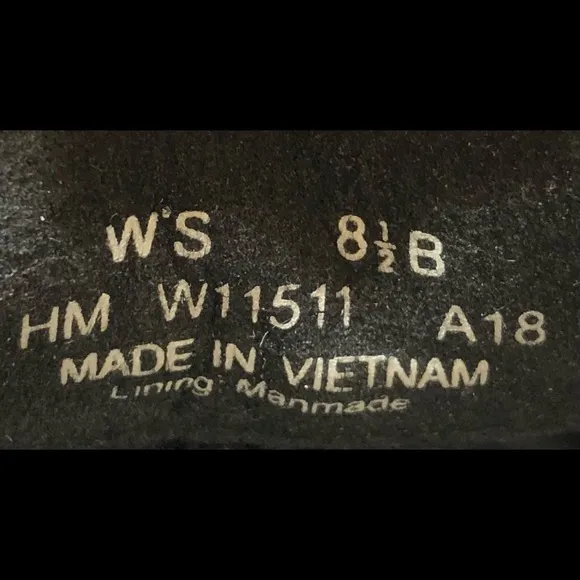 W'S 8½B
HM W11511 A18
MADE IN VIETNAM
Lining Manmade